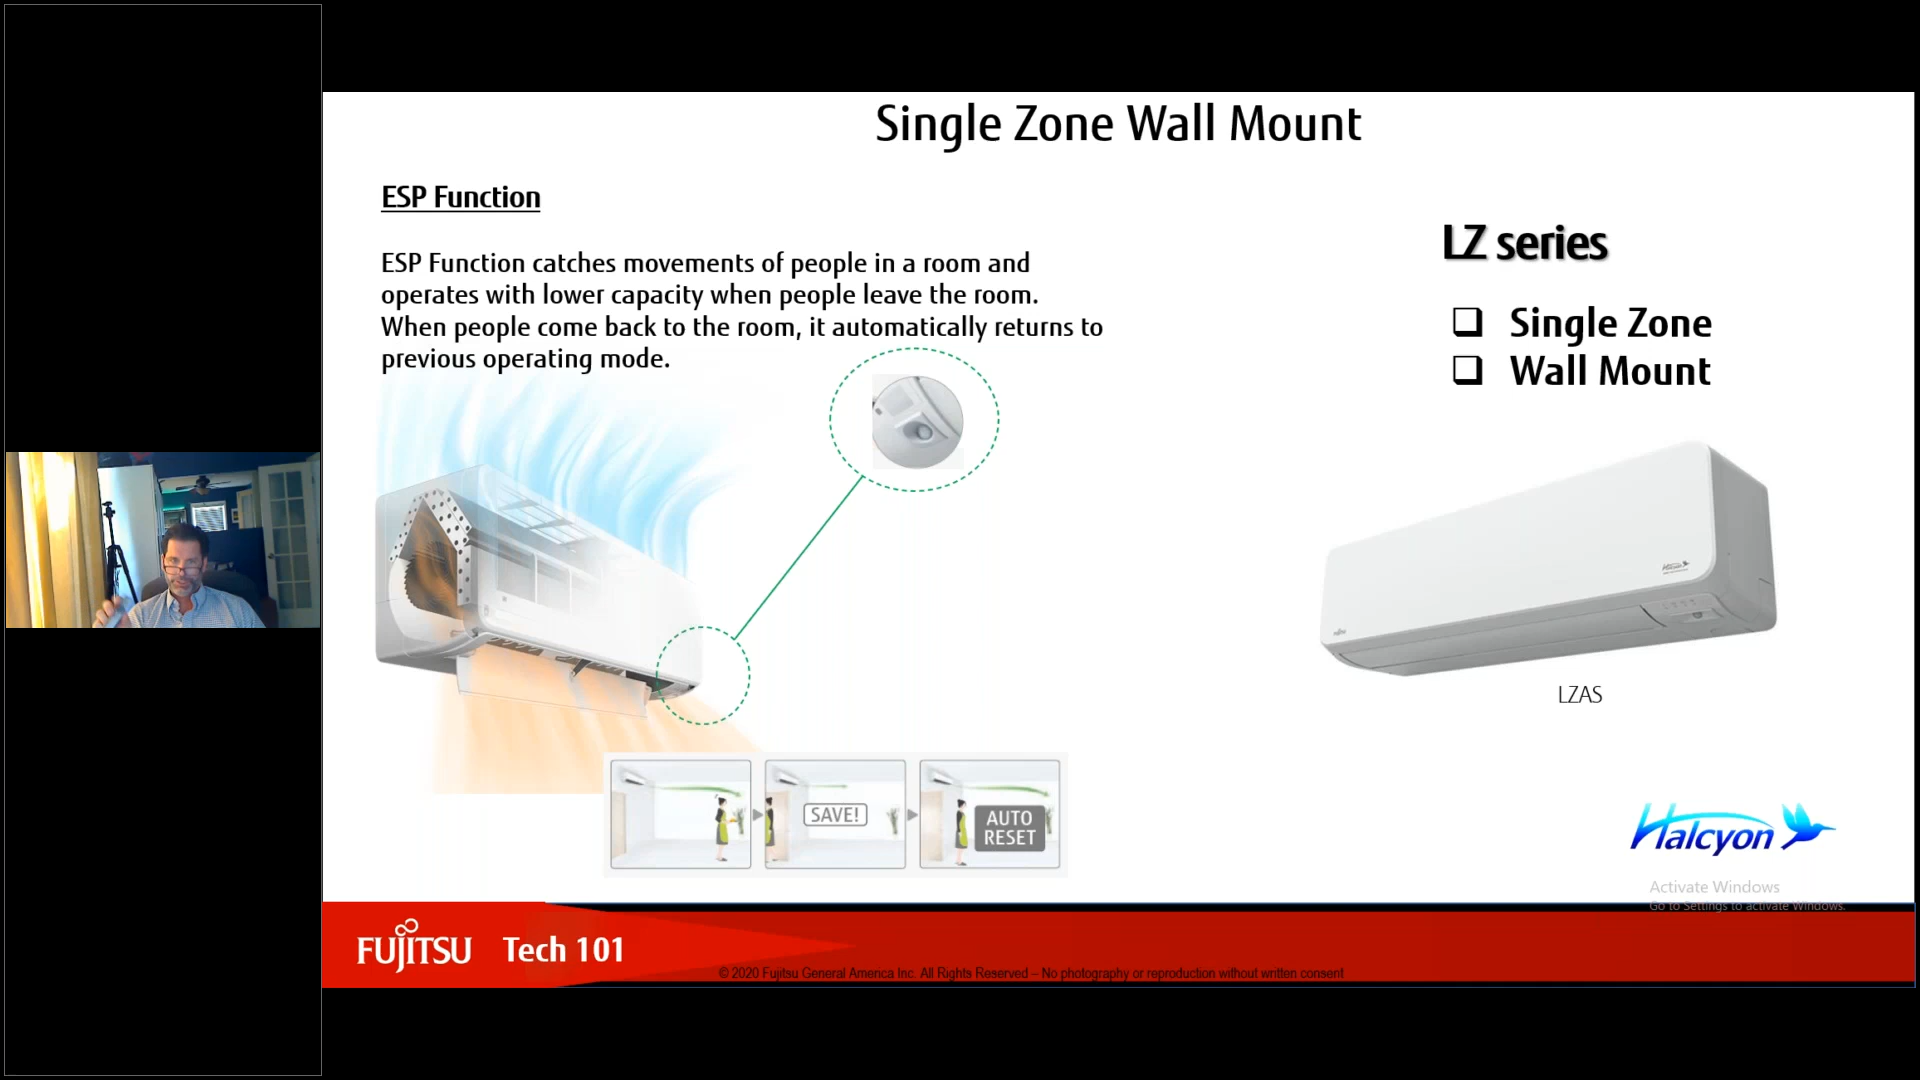 Single Zone Wall Mount
ESP Function
ESP Function catches movements of people in a room and
operates with lower capacity when people leave the room.
When people come back to the room, it automatically returns to
previous operating mode.
LZ series
❑ Single Zone
❑ Wall Mount
LZAS
SAVE!
AUTO
RESET
Halcyon
Activate Windows
Go to Settings to activate Windows.
FUJITSU Tech 101
© 2020 Fujitsu General America Inc. All Rights Reserved – No photography or reproduction without written consent